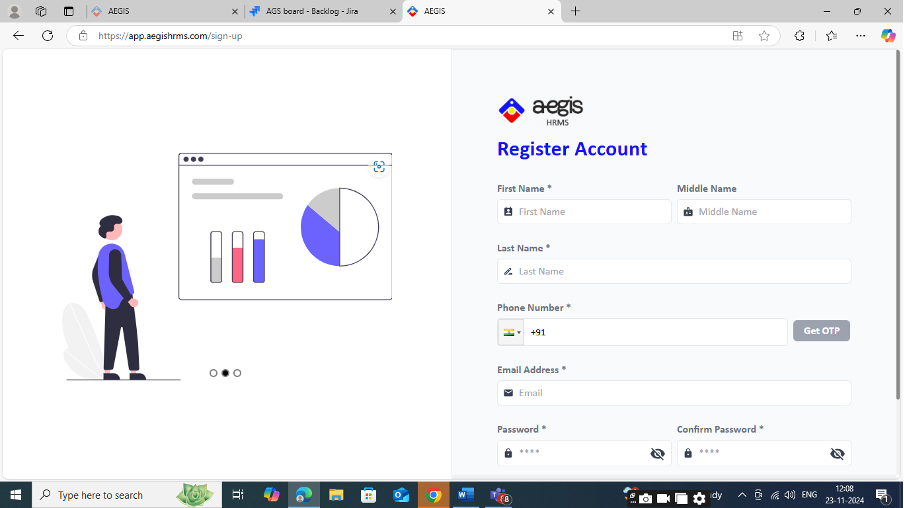 AEGIS
AGS board - Backlog - Jira
AEGIS
https://app.aegishrms.com/sign-up
aegis
HRMS
Register Account
First Name *
Middle Name
First Name
Middle Name
Last Name *
Last Name
Phone Number *
+91
Get OTP
Email Address *
Email
Password *
Confirm Password *
****
****
Type here to search
8
ENG
12:08
23-11-2024
1